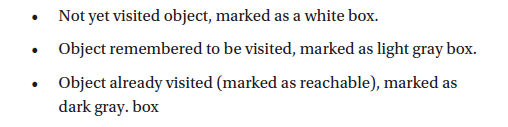 • Not yet visited object, marked as a white box.
• Object remembered to be visited, marked as light gray box.
• Object already visited (marked as reachable), marked as
dark gray. box